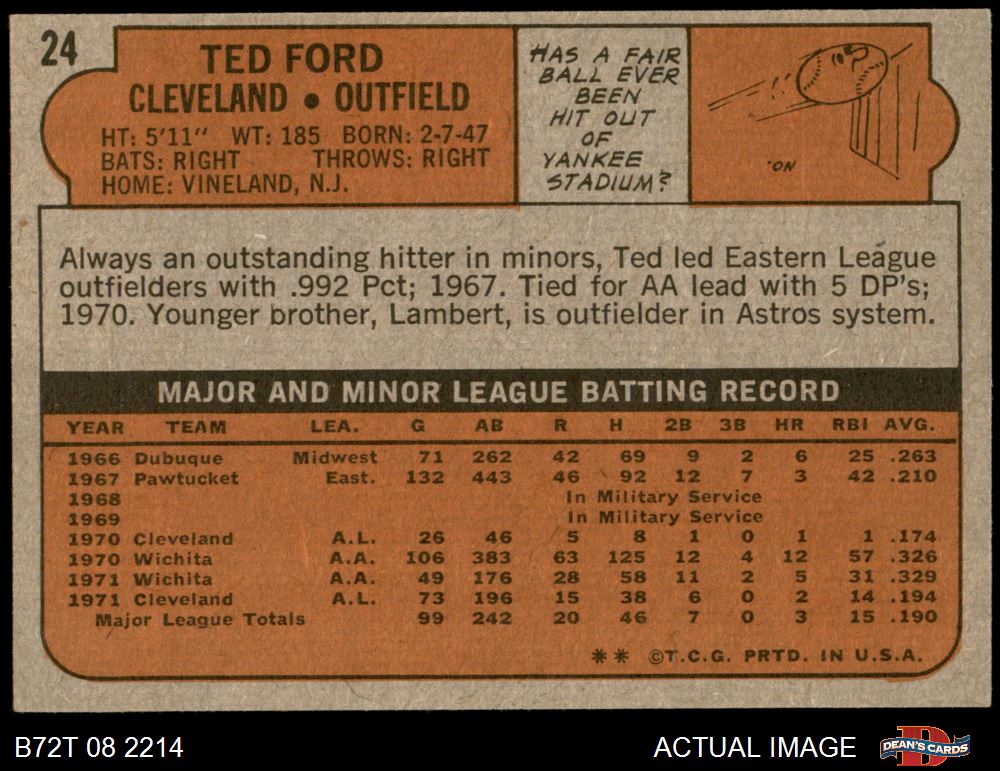 24
TED FORD
CLEVELAND • OUTFIELD
HT: 5'11" WT: 185 BORN: 2-7-47
BATS: RIGHT THROWS: RIGHT
HOME: VINELAND, N.J.
HAS A FAIR
BALL EVER
BEEN
HIT OUT
OF
YANKEE
STADIUM?
'ON
Always an outstanding hitter in minors, Ted led Eastern League
outfielders with .992 Pct; 1967. Tied for AA lead with 5 DP's;
1970. Younger brother, Lambert, is outfielder in Astros system.
MAJOR AND MINOR LEAGUE BATTING RECORD
YEAR TEAM LEA. G AB R H 2B 3B HR RBI AVG.
1966 Dubuque Midwest 71 262 42 69 9 2 6 25 .263
1967 Pawtucket East. 132 443 46 92 12 7 3 42 .210
1968 In Military Service
1969 In Military Service
1970 Cleveland A.L. 26 46 5 8 1 0 1 1 .174
1970 Wichita A.A. 106 383 63 125 12 4 12 57 .326
1971 Wichita A.A. 49 176 28 58 11 2 5 31 .329
1971 Cleveland A.L. 73 196 15 38 6 0 2 14 .194
Major League Totals 99 242 20 46 7 0 3 15 .190
** ©T.C.G. PRTD. IN U.S.A.
B72T 08 2214
ACTUAL IMAGE
DEAN'S CARDS